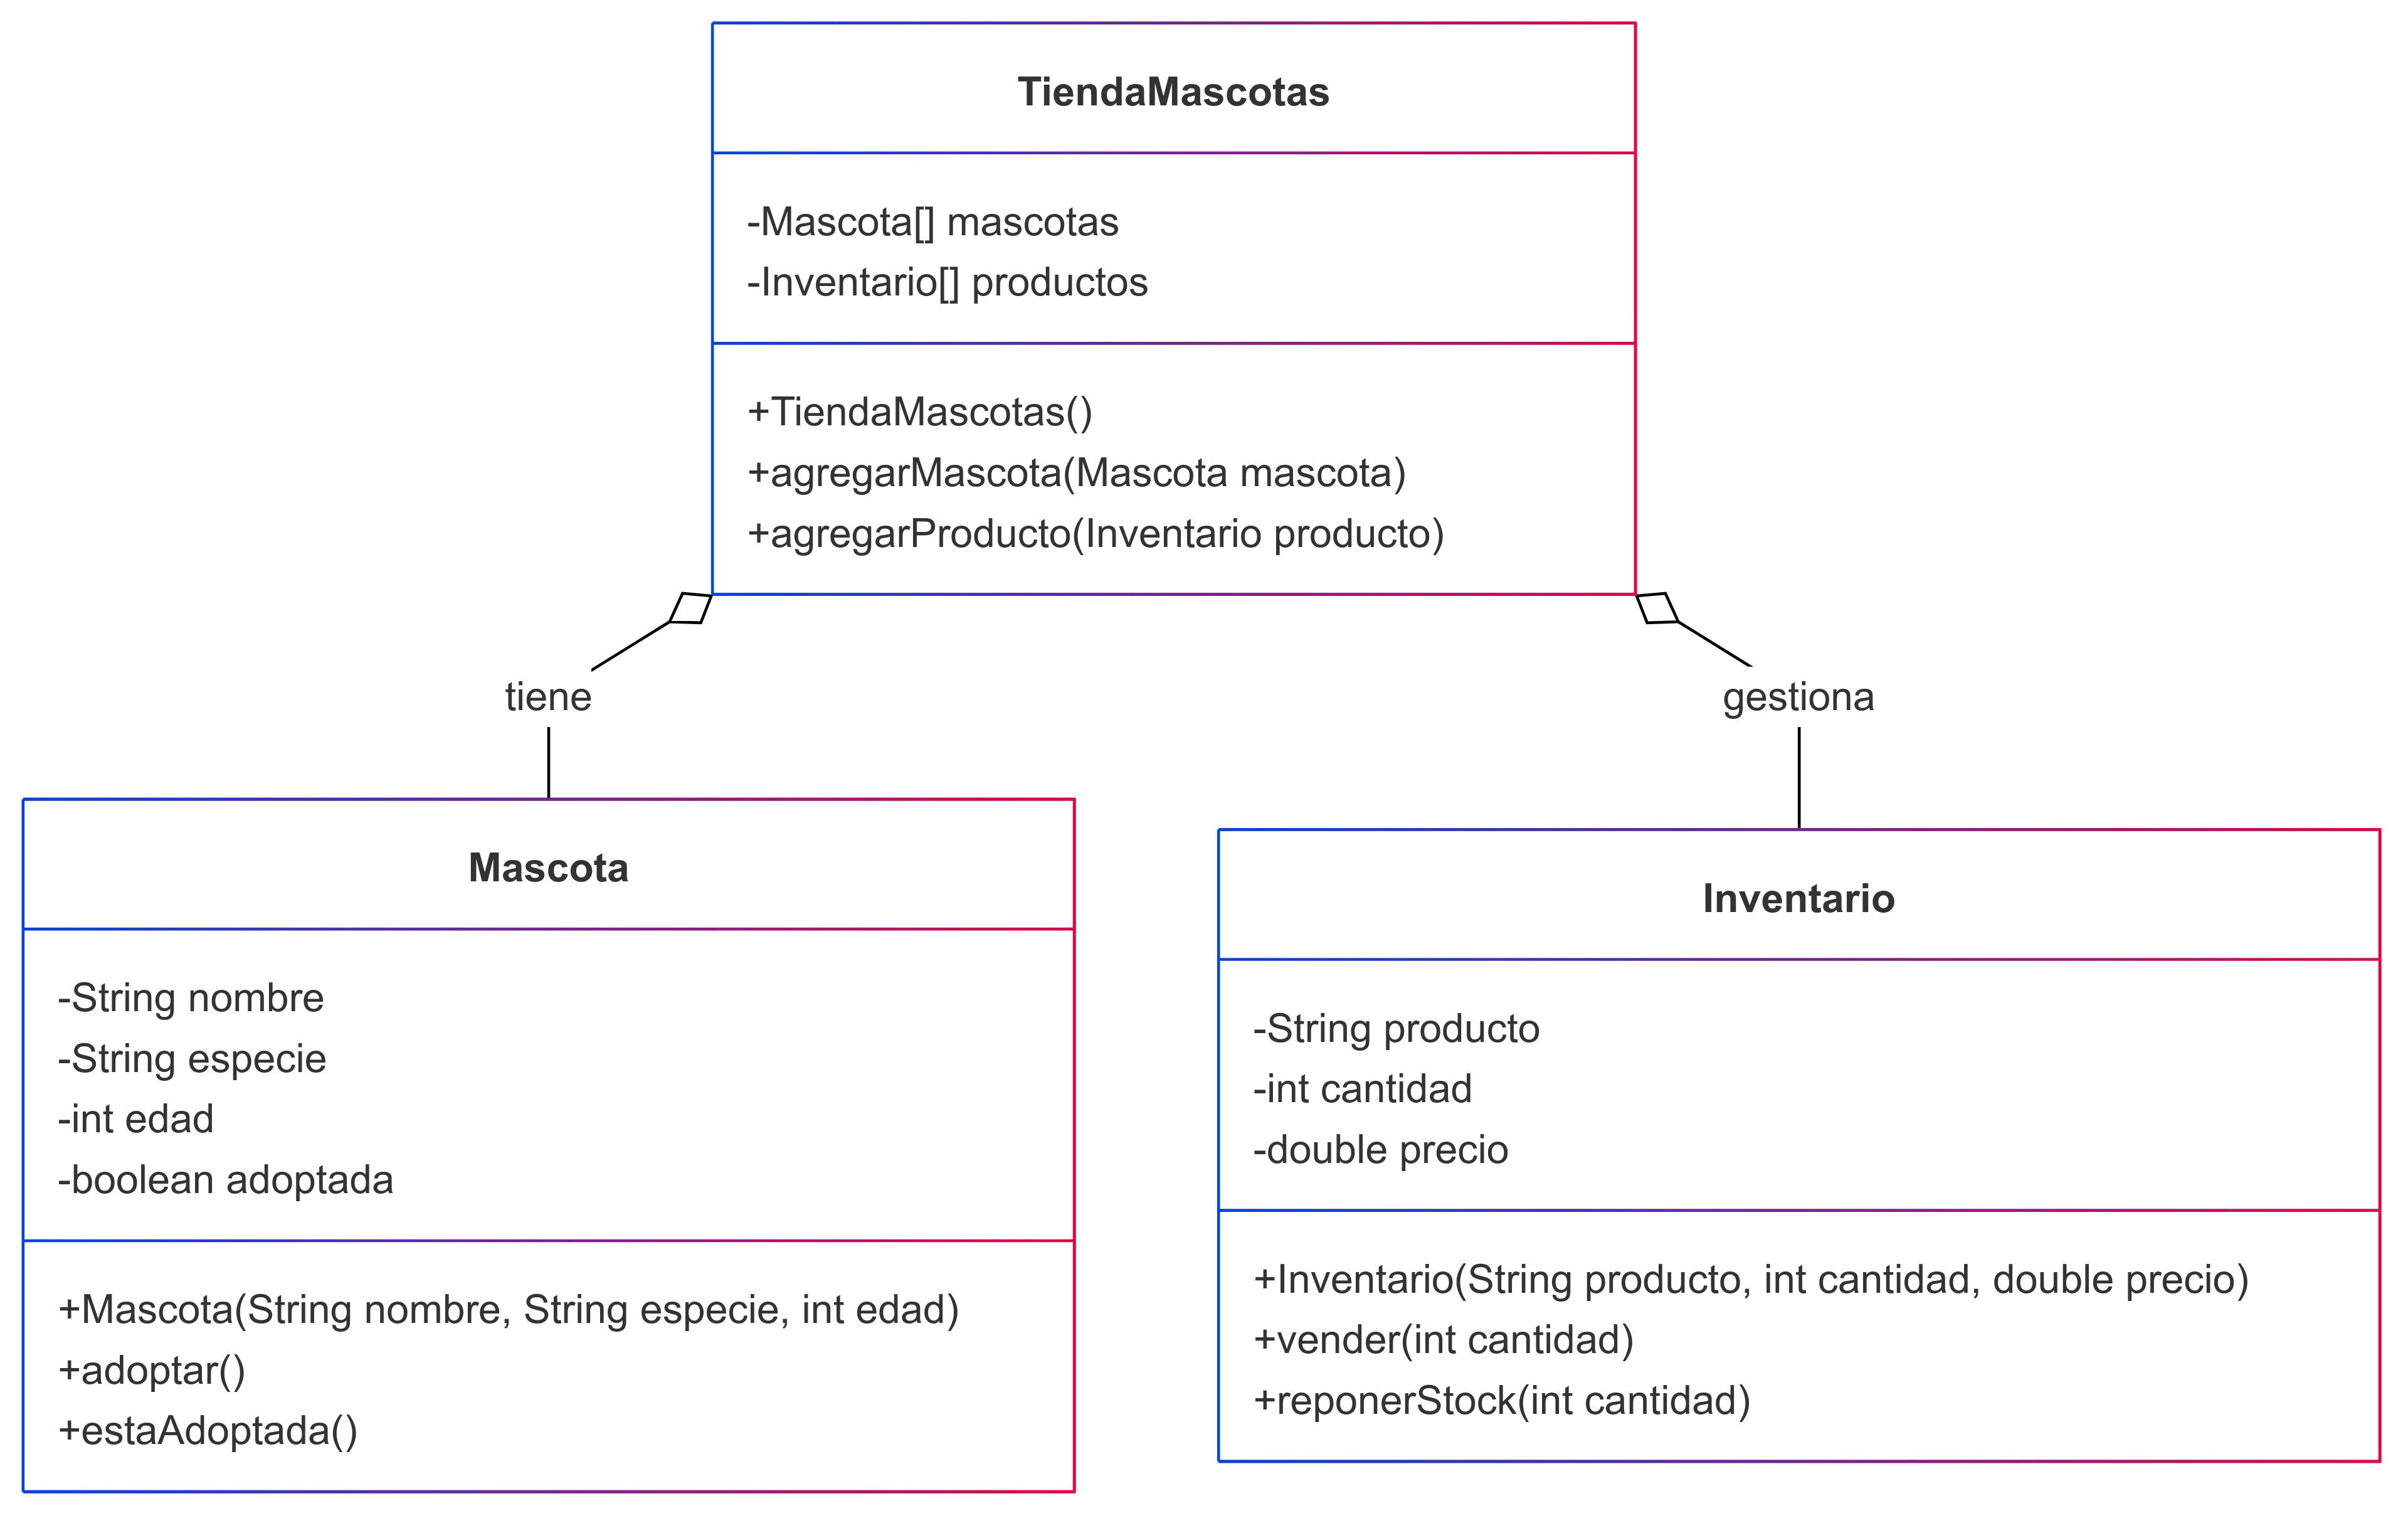 TiendaMascotas
-Mascota[] mascotas
-Inventario[] productos
+TiendaMascotas()
+agregarMascota(Mascota mascota)
+agregarProducto(Inventario producto)
tiene
gestiona
Mascota
-String nombre
-String especie
-int edad
-boolean adoptada
+Mascota(String nombre, String especie, int edad)
+adoptar()
+estaAdoptada()
Inventario
-String producto
-int cantidad
-double precio
+Inventario(String producto, int cantidad, double precio)
+vender(int cantidad)
+reponerStock(int cantidad)